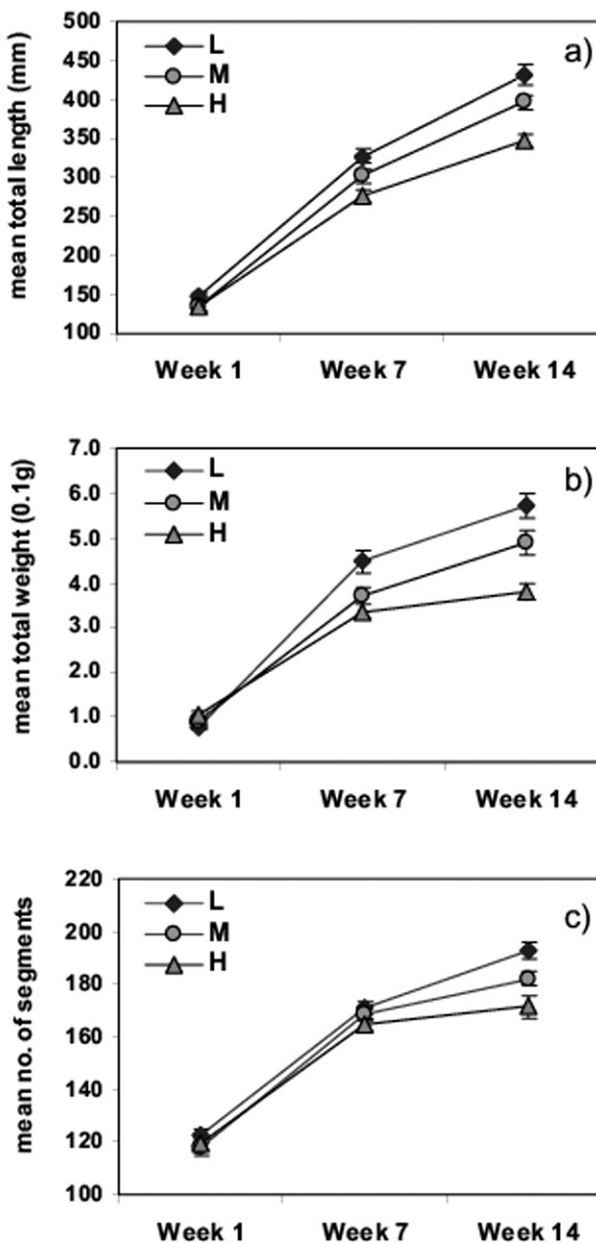 500
450
400
350
300
250
200
150
100
mean total length (mm)
L
M
H
a)
Week 1 Week 7 Week 14
7.0
6.0
5.0
4.0
3.0
2.0
1.0
0.0
mean total weight (0.1g)
L
M
H
b)
Week 1 Week 7 Week 14
220
200
180
160
140
120
100
mean no. of segments
L
M
H
c)
Week 1 Week 7 Week 14